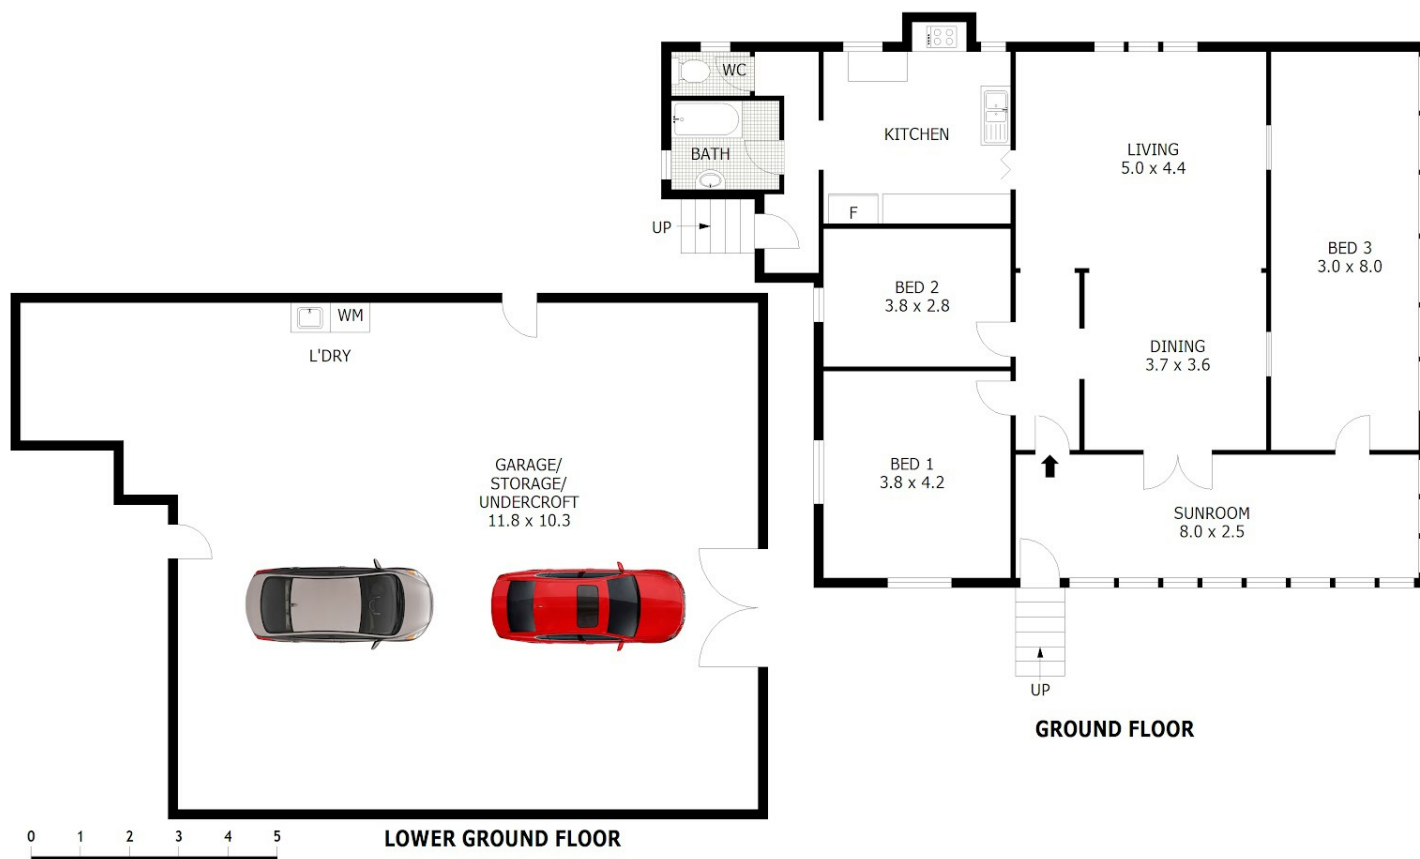 WC
BATH
KITCHEN
F
UP
LIVING
5.0 x 4.4
BED 3
3.0 x 8.0
BED 2
3.8 x 2.8
DINING
3.7 x 3.6
BED 1
3.8 x 4.2
SUNROOM
8.0 x 2.5
UP
GROUND FLOOR
WM
L'DRY
GARAGE/
STORAGE/
UNDERCROFT
11.8 x 10.3
0 1 2 3 4 5
LOWER GROUND FLOOR